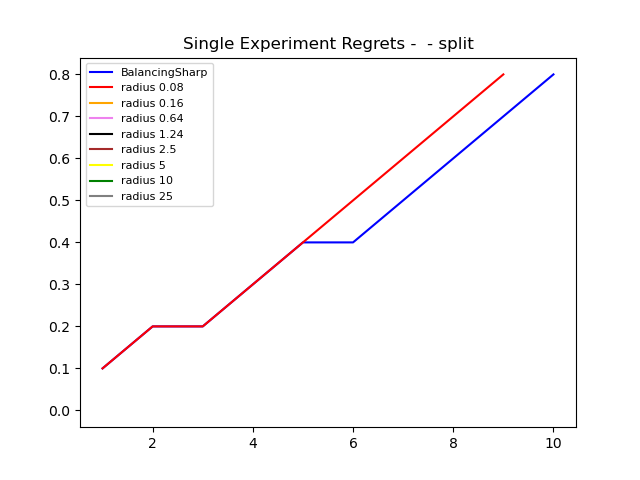 Single Experiment Regrets -  - split
0.8
0.7
0.6
0.5
0.4
0.3
0.2
0.1
0.0
BalancingSharp
radius 0.08
radius 0.16
radius 0.64
radius 1.24
radius 2.5
radius 5
radius 10
radius 25
2 4 6 8 10